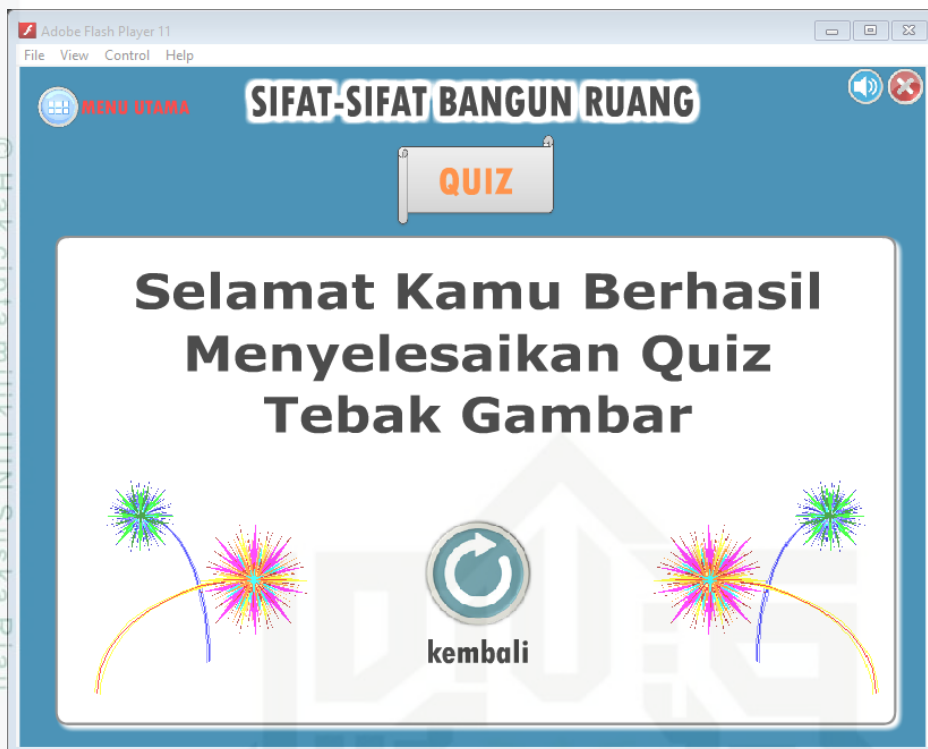 Adobe Flash Player 11
File View Control Help
MENU UTAMA
SIFAT-SIFAT BANGUN RUANG
QUIZ
Selamat Kamu Berhasil
Menyelesaikan Quiz
Tebak Gambar
kembali